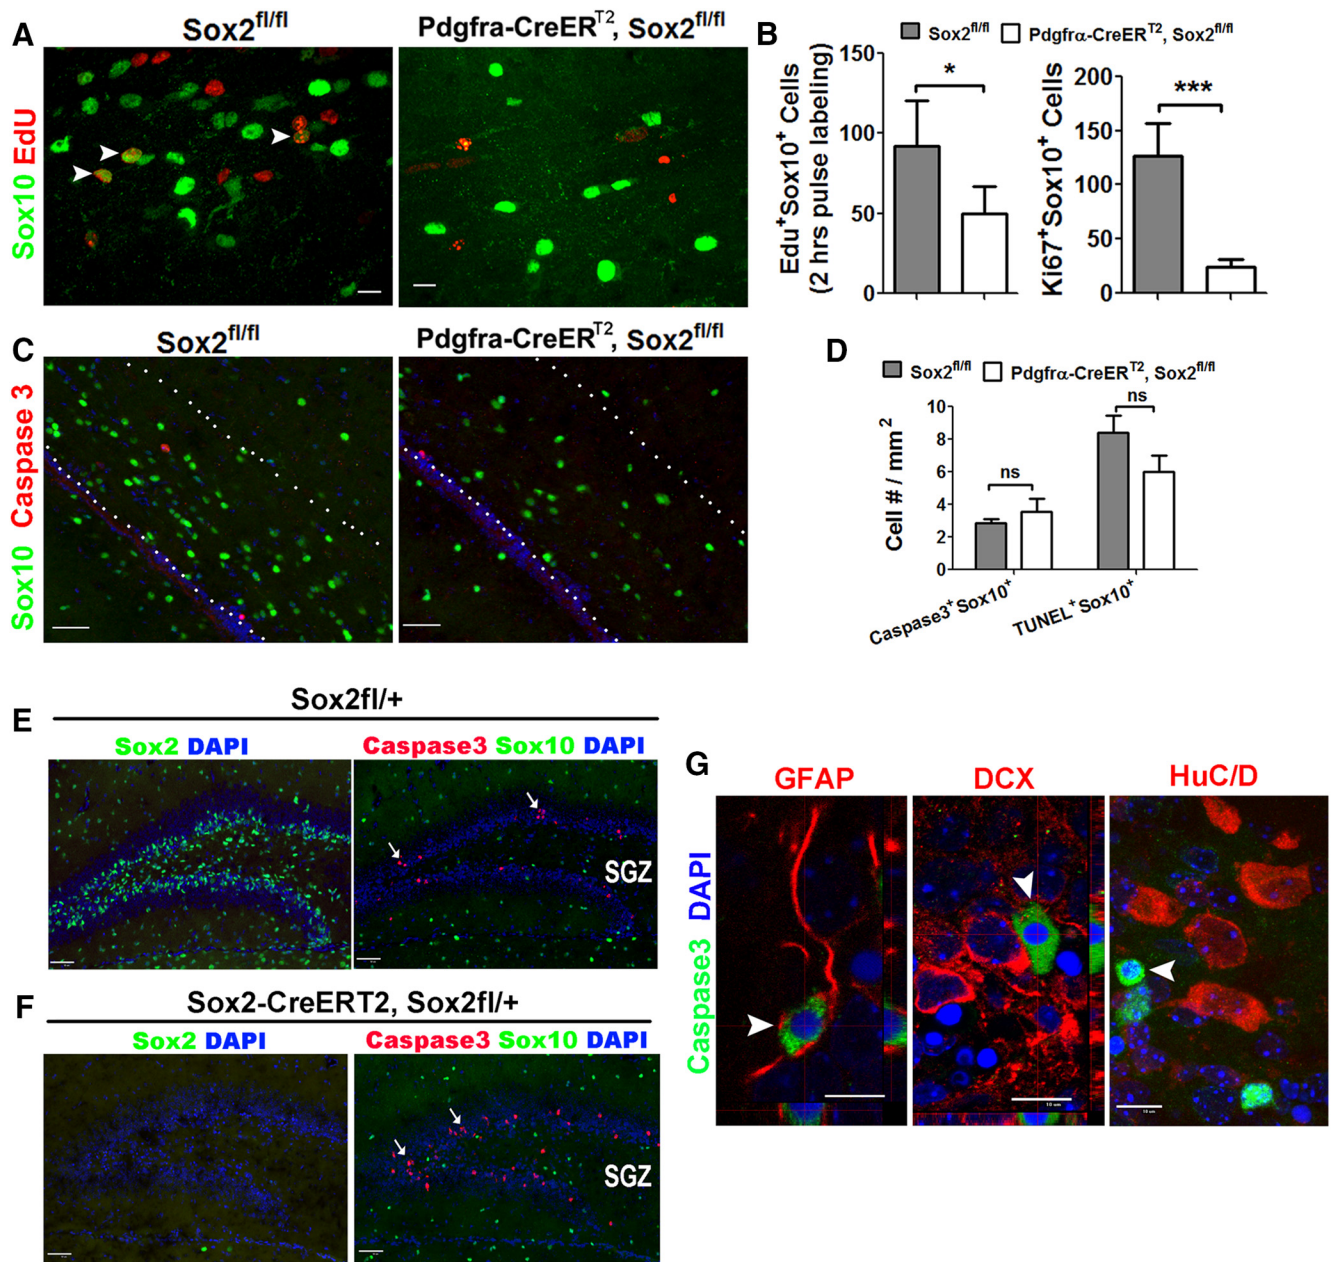 A
Sox2fl/fl
Pdgfra-CreERT2, Sox2fl/fl
Sox10 EdU
B
Sox2fl/fl
Pdgfrα-CreERT2, Sox2fl/fl
Edu+Sox10+ Cells
(2 hrs pulse labeling)
150
100
50
0
*
Ki67+Sox10+ Cells
200
150
100
50
0
***
C
Sox2fl/fl
Pdgfra-CreERT2, Sox2fl/fl
Sox10 Caspase 3
D
Sox2fl/fl
Pdgfrα-CreERT2, Sox2fl/fl
Cell # / mm2
10
8
6
4
2
0
ns
ns
Caspase3+Sox10+
TUNEL+Sox10+
E
Sox2fl/+
Sox2 DAPI
Caspase3 Sox10 DAPI
SGZ
F
Sox2-CreERT2, Sox2fl/+
Sox2 DAPI
Caspase3 Sox10 DAPI
SGZ
G
GFAP
DCX
HuC/D
Caspase3 DAPI
10 um
10 um